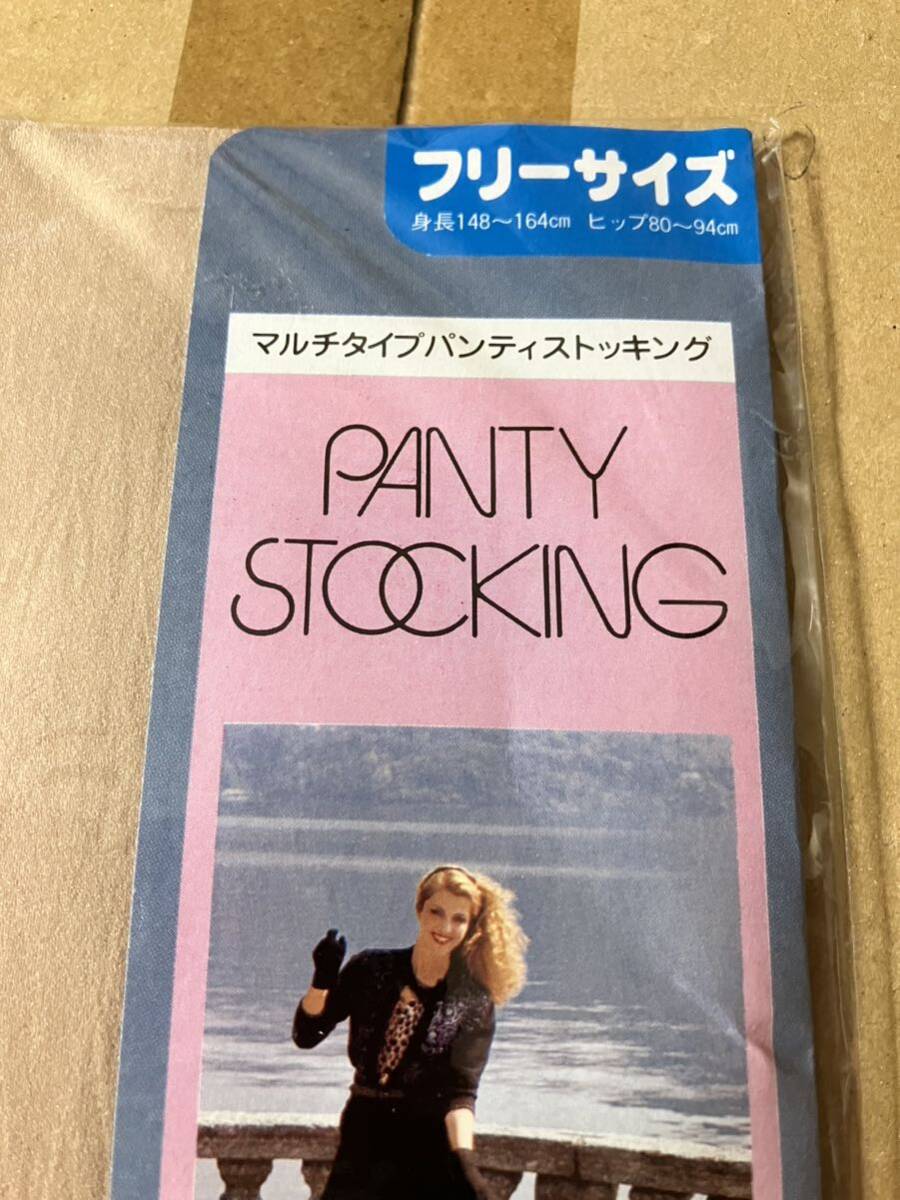 フリーサイズ
身長148〜164cm ヒップ80〜94cm
マルチタイプパンティストッキング
PANTY
STOCKING